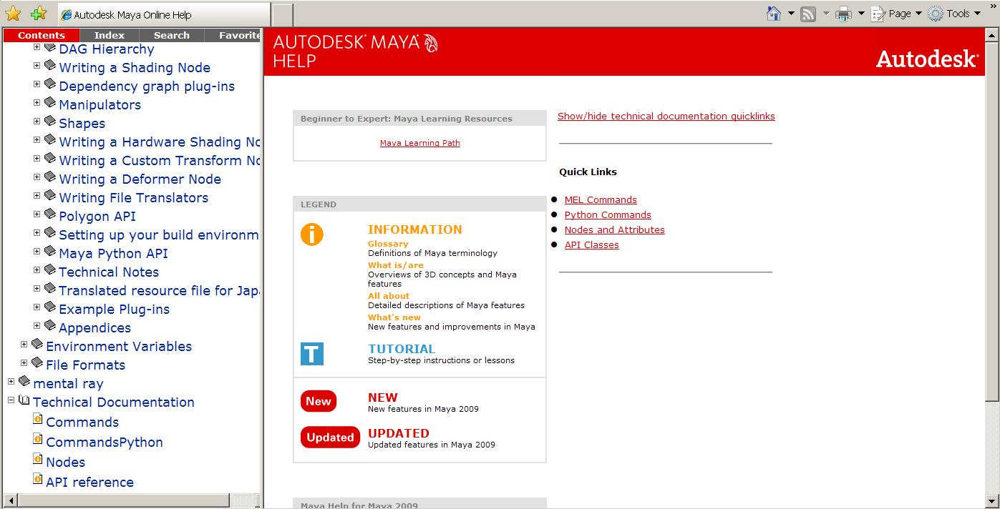 Autodesk Maya Online Help
Page
Tools
»
Contents Index Search Favorite
DAG Hierarchy
Writing a Shading Node
Dependency graph plug-ins
Manipulators
Shapes
Writing a Hardware Shading No
Writing a Custom Transform No
Writing a Deformer Node
Writing File Translators
Polygon API
Setting up your build environm
Maya Python API
Technical Notes
Translated resource file for Jap
Example Plug-ins
Appendices
Environment Variables
File Formats
mental ray
Technical Documentation
Commands
CommandsPython
Nodes
API reference
AUTODESK® MAYA®
HELP
Autodesk®
Beginner to Expert: Maya Learning Resources
Maya Learning Path
LEGEND
i
INFORMATION
Glossary
Definitions of Maya terminology
What is/are
Overviews of 3D concepts and Maya
features
All about
Detailed descriptions of Maya features
What's new
New features and improvements in Maya
T
TUTORIAL
Step-by-step instructions or lessons
New
NEW
New features in Maya 2009
Updated
UPDATED
Updated features in Maya 2009
Maya Help for Maya 2009
Show/hide technical documentation quicklinks
Quick Links
MEL Commands
Python Commands
Nodes and Attributes
API Classes